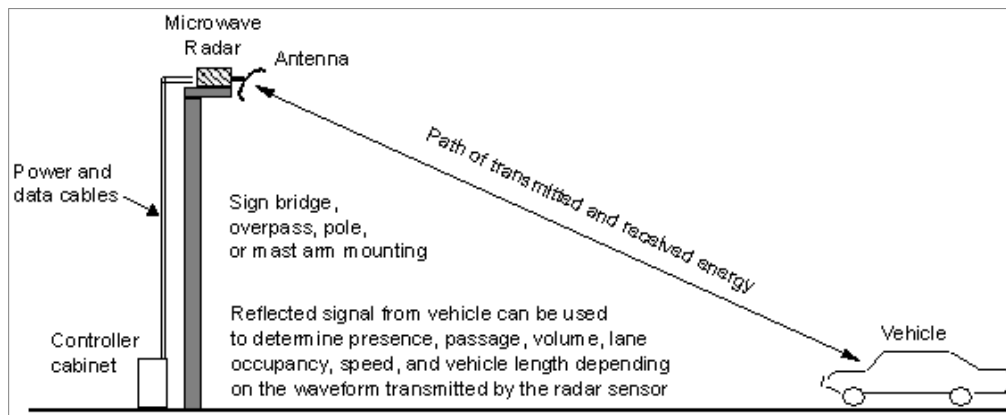 Microwave
Radar
Antenna
Path of transmitted and received energy
Power and
data cables
Sign bridge,
overpass, pole,
or mast arm mounting
Reflected signal from vehicle can be used
to determine presence, passage, volume, lane
occupancy, speed, and vehicle length depending
on the waveform transmitted by the radar sensor
Controller
cabinet
Vehicle